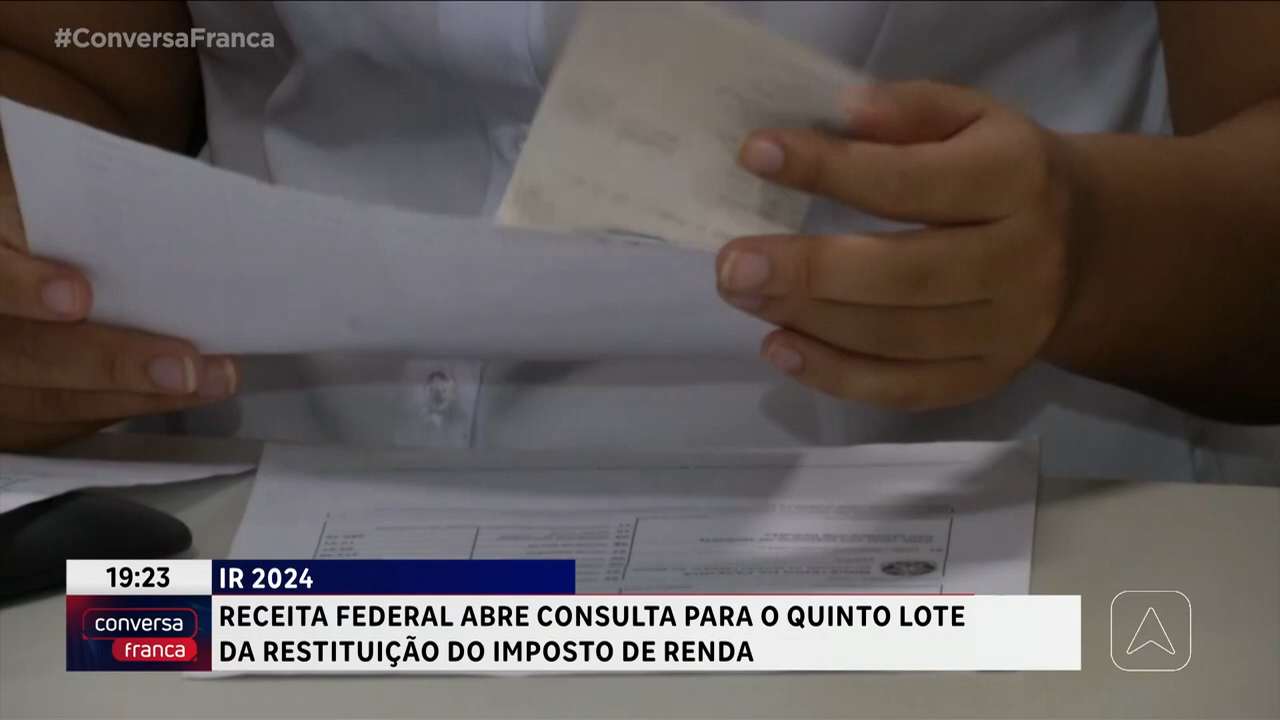 #ConversaFranca
19:23
IR 2024
conversa
franca
RECEITA FEDERAL ABRE CONSULTA PARA O QUINTO LOTE
DA RESTITUIÇÃO DO IMPOSTO DE RENDA